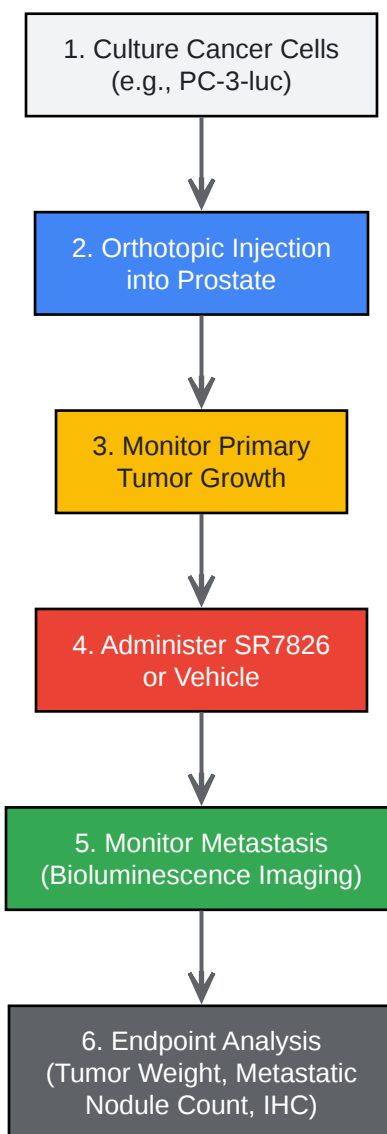 1. Culture Cancer Cells
(e.g., PC-3-luc)
2. Orthotopic Injection
into Prostate
3. Monitor Primary
Tumor Growth
4. Administer SR7826
or Vehicle
5. Monitor Metastasis
(Bioluminescence Imaging)
6. Endpoint Analysis
(Tumor Weight, Metastatic
Nodule Count, IHC)